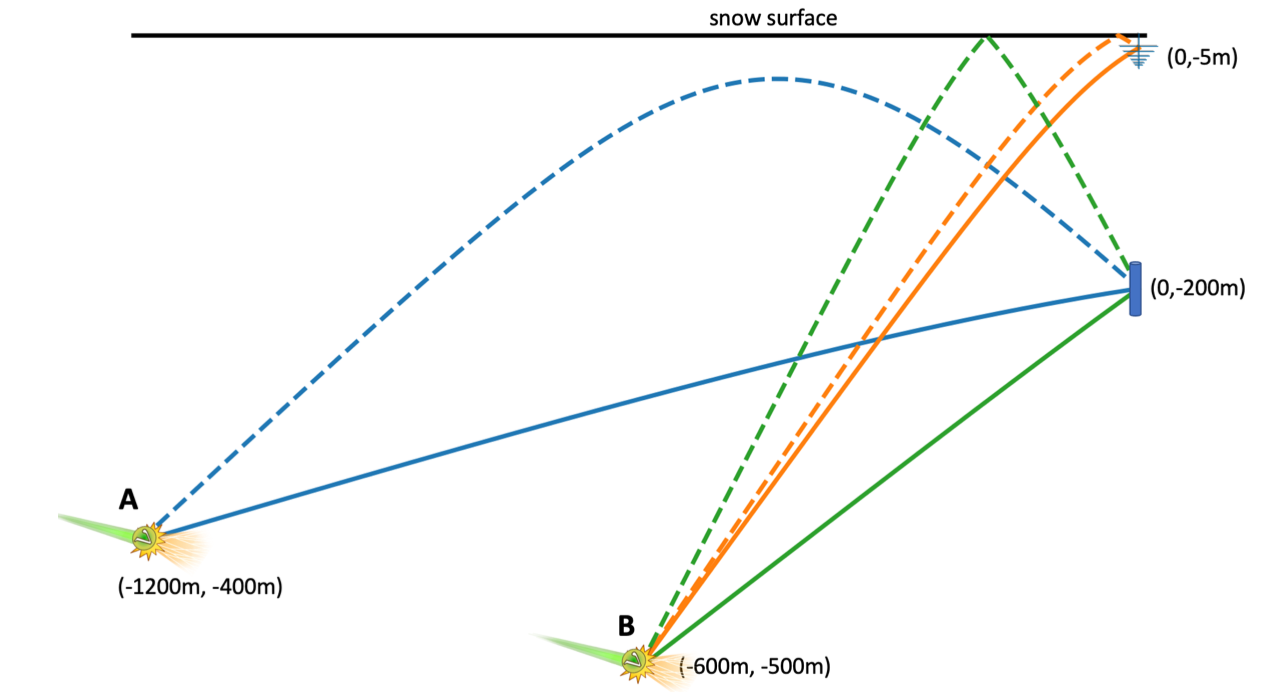 snow surface
(0,-5m)
(0,-200m)
A
ν
(-1200m, -400m)
B
ν
(-600m, -500m)